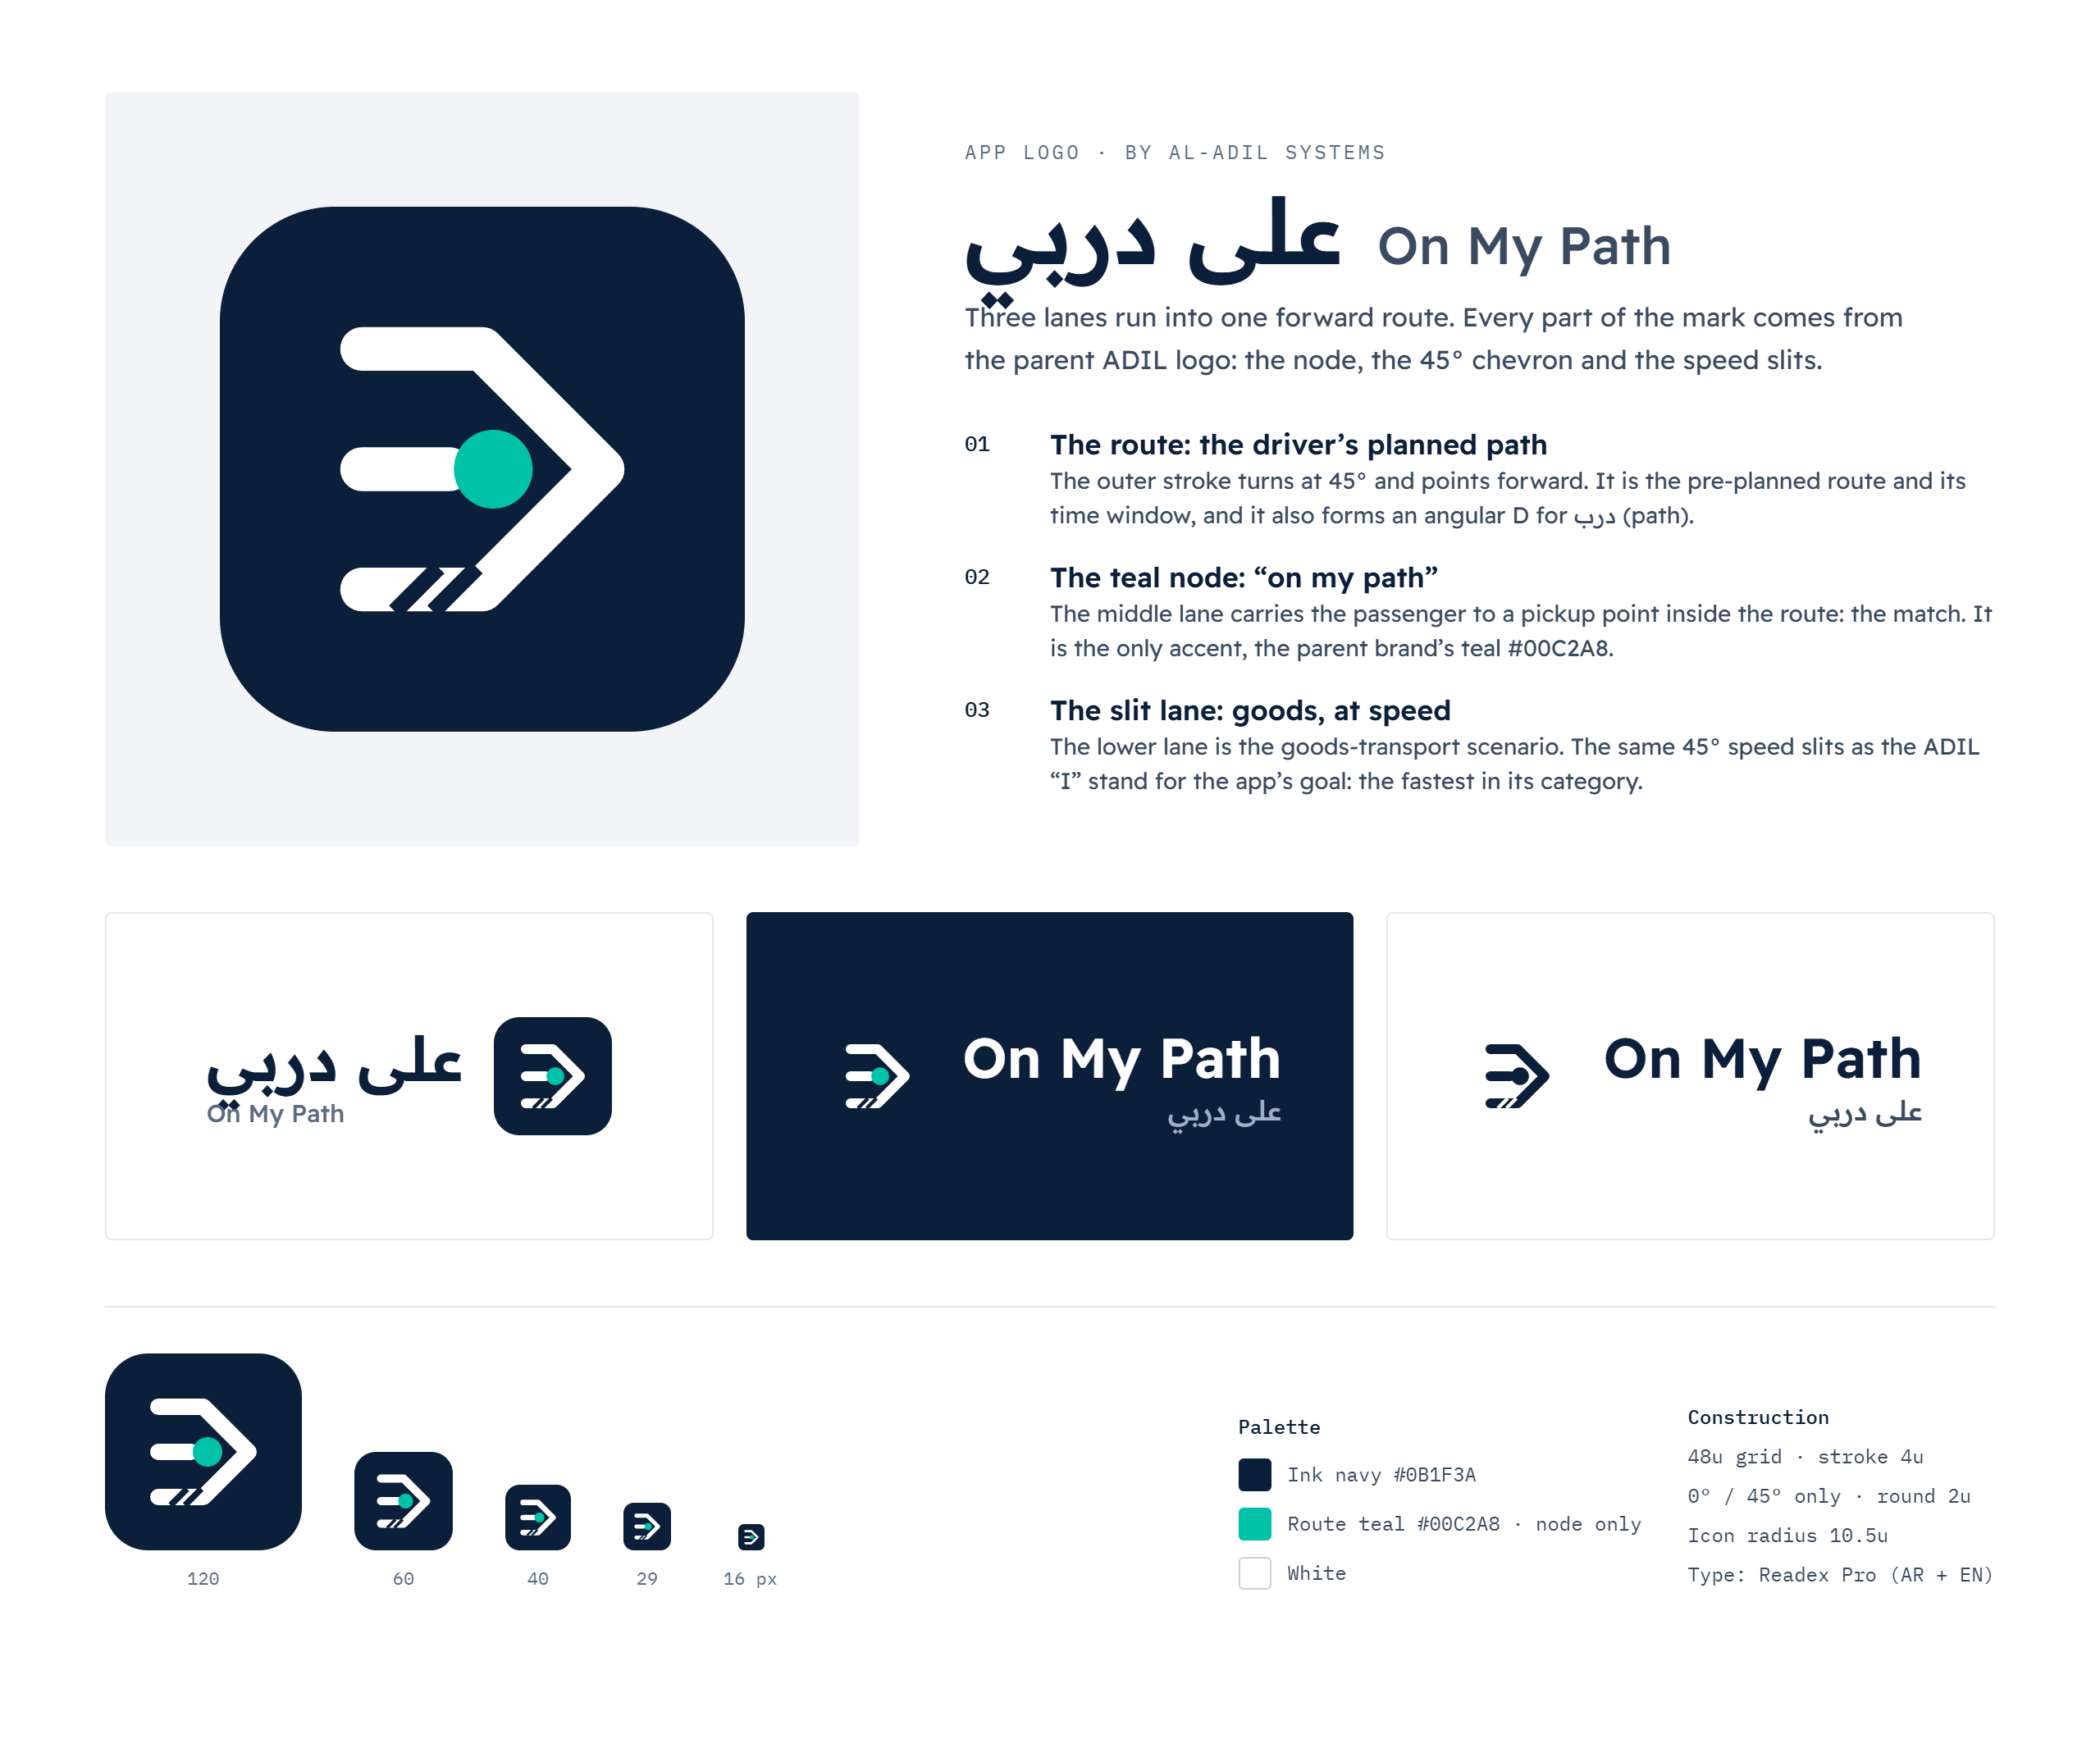 APP LOGO · BY AL-ADIL SYSTEMS
على دربي On My Path
Three lanes run into one forward route. Every part of the mark comes from
the parent ADIL logo: the node, the 45° chevron and the speed slits.
01 The route: the driver’s planned path
The outer stroke turns at 45° and points forward. It is the pre-planned route and its
time window, and it also forms an angular D for درب (path).
02 The teal node: “on my path”
The middle lane carries the passenger to a pickup point inside the route: the match. It
is the only accent, the parent brand’s teal #00C2A8.
03 The slit lane: goods, at speed
The lower lane is the goods-transport scenario. The same 45° speed slits as the ADIL
“I” stand for the app’s goal: the fastest in its category.
على دربي
On My Path
On My Path
على دربي
On My Path
على دربي
120
60
40
29
16 px
Palette
Ink navy #0B1F3A
Route teal #00C2A8 · node only
White
Construction
48u grid · stroke 4u
0° / 45° only · round 2u
Icon radius 10.5u
Type: Readex Pro (AR + EN)